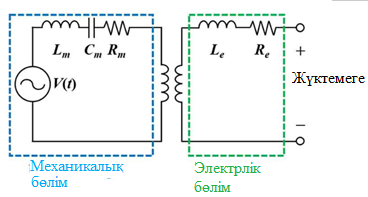 Lm Cm Rm
Le Re
+
V(t)
Жүктемеге
−
Механикалық
бөлім
Электрлік
бөлім